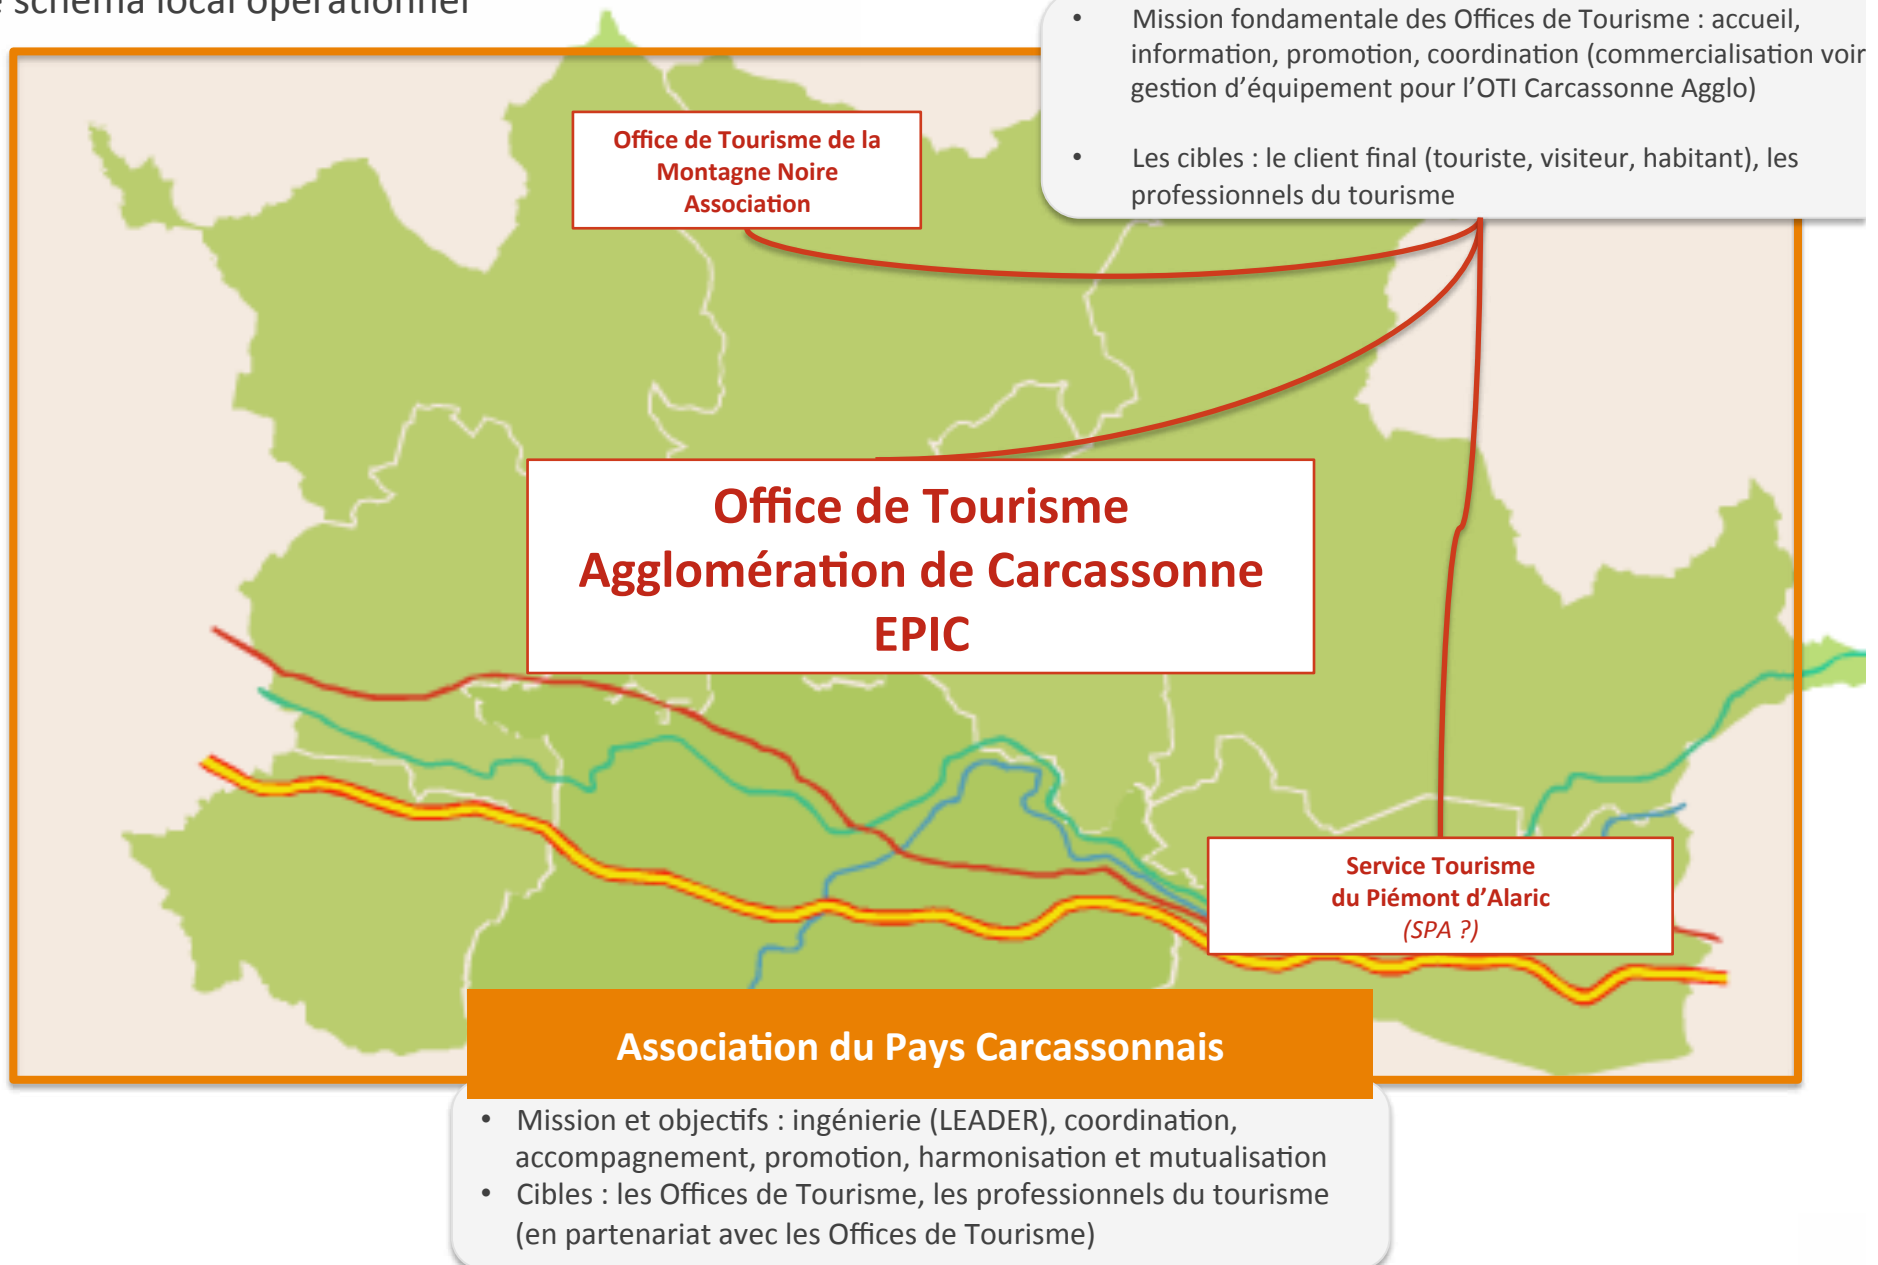 schéma local opérationnel
• Mission fondamentale des Offices de Tourisme : accueil,
information, promotion, coordination (commercialisation voir
gestion d’équipement pour l’OTI Carcassonne Agglo)
• Les cibles : le client final (touriste, visiteur, habitant), les
professionnels du tourisme
Office de Tourisme de la
Montagne Noire
Association
Office de Tourisme
Agglomération de Carcassonne
EPIC
Service Tourisme
du Piémont d’Alaric
(SPA ?)
Association du Pays Carcassonnais
• Mission et objectifs : ingénierie (LEADER), coordination,
accompagnement, promotion, harmonisation et mutualisation
• Cibles : les Offices de Tourisme, les professionnels du tourisme
(en partenariat avec les Offices de Tourisme)